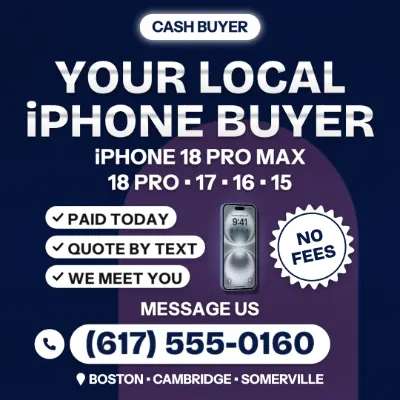 CASH BUYER
YOUR LOCAL
iPHONE BUYER
iPHONE 18 PRO MAX
18 PRO ▪ 17 ▪ 16 ▪ 15
✓ PAID TODAY
✓ QUOTE BY TEXT
✓ WE MEET YOU
9:41
NO
FEES
MESSAGE US
(617) 555-0160
BOSTON ▪ CAMBRIDGE ▪ SOMERVILLE